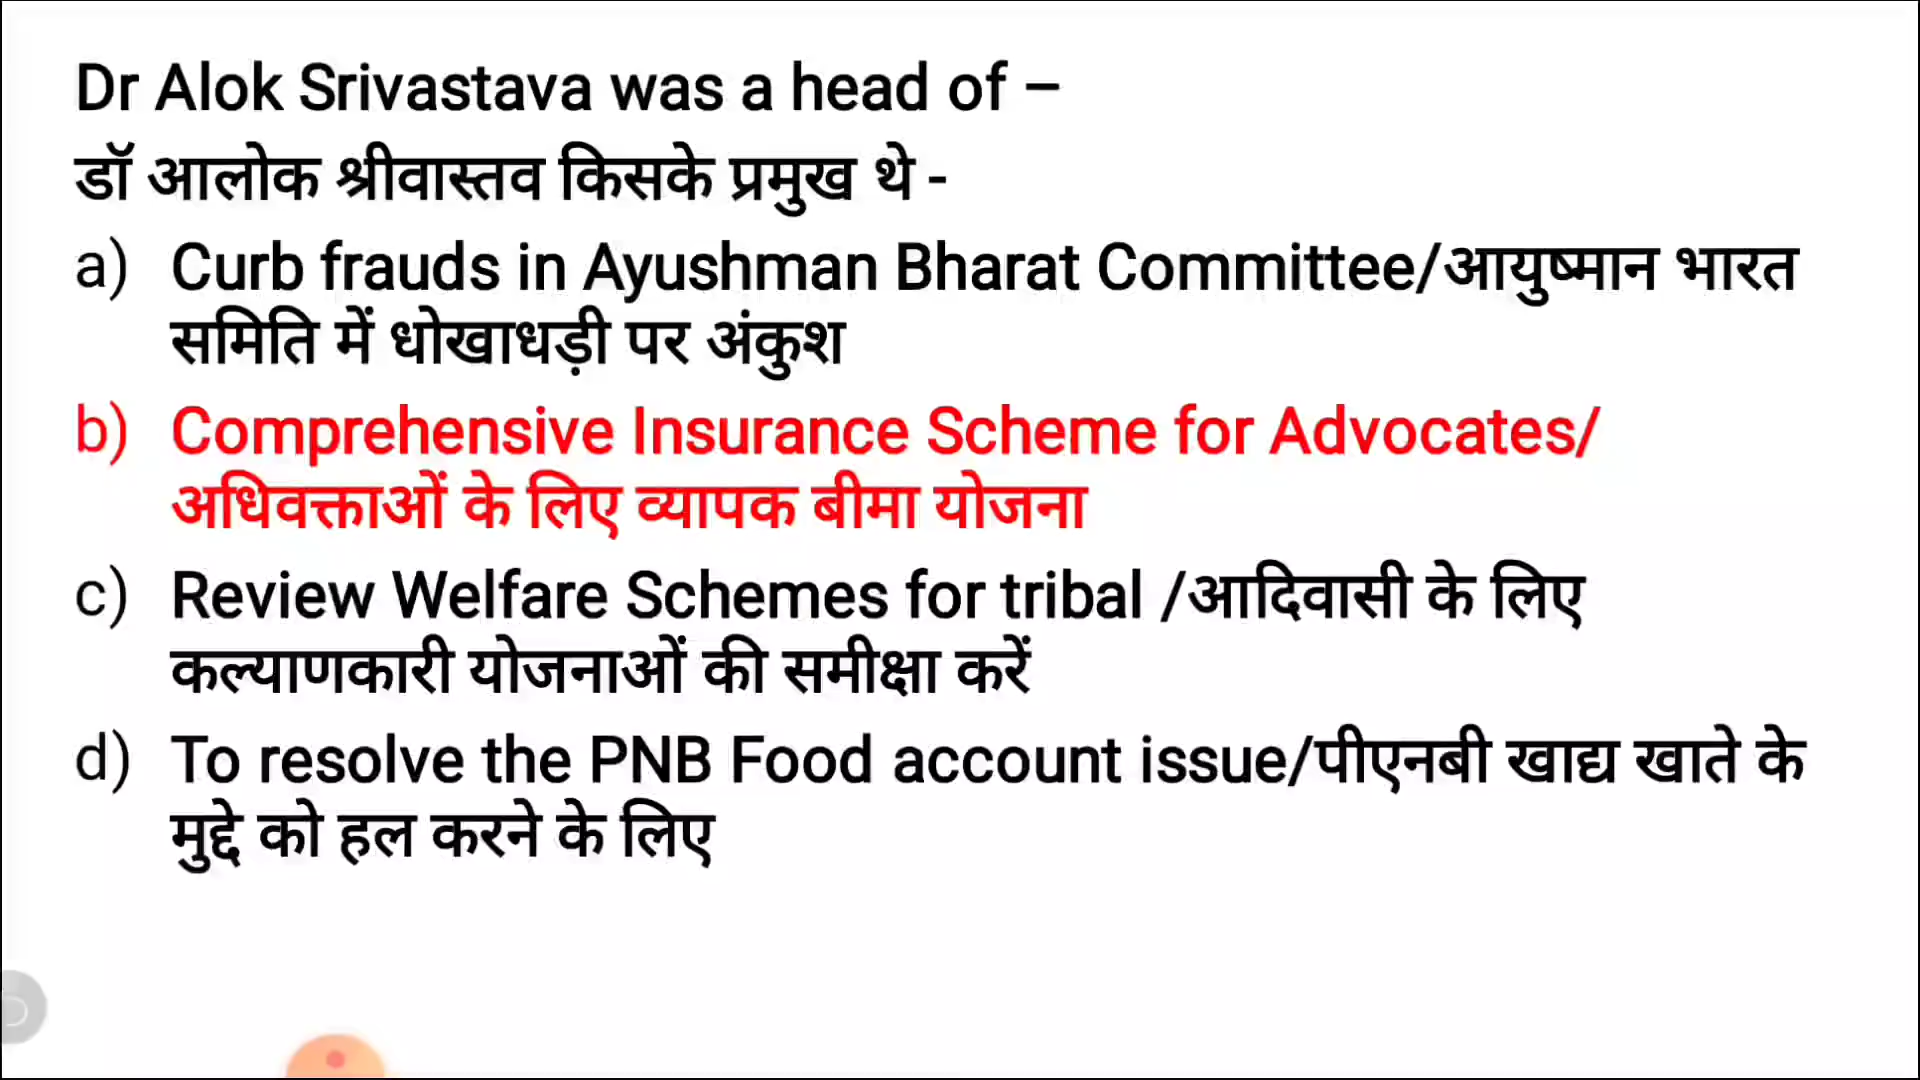 Dr Alok Srivastava was a head of –
डॉ आलोक श्रीवास्तव किसके प्रमुख थे -
a) Curb frauds in Ayushman Bharat Committee/आयुष्मान भारत
समिति में धोखाधड़ी पर अंकुश
b) Comprehensive Insurance Scheme for Advocates/
अधिवक्ताओं के लिए व्यापक बीमा योजना
c) Review Welfare Schemes for tribal /आदिवासी के लिए
कल्याणकारी योजनाओं की समीक्षा करें
d) To resolve the PNB Food account issue/पीएनबी खाद्य खाते के
मुद्दे को हल करने के लिए